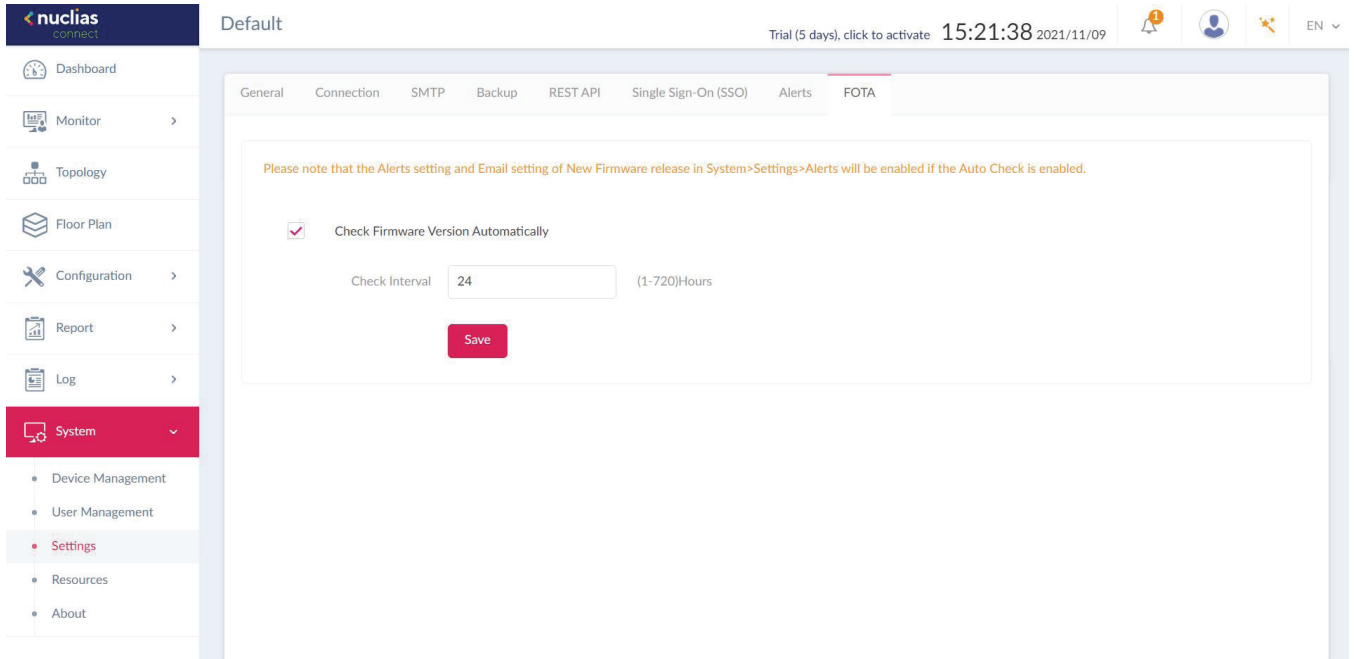 nuclias
connect
Default
Trial (5 days), click to activate 15:21:38 2021/11/09
1
EN
Dashboard
Monitor
Topology
Floor Plan
Configuration
Report
Log
System
Device Management
User Management
Settings
Resources
About
General Connection SMTP Backup REST API Single Sign-On (SSO) Alerts FOTA
Please note that the Alerts setting and Email setting of New Firmware release in System>Settings>Alerts will be enabled if the Auto Check is enabled.
Check Firmware Version Automatically
Check Interval 24 (1-720)Hours
Save